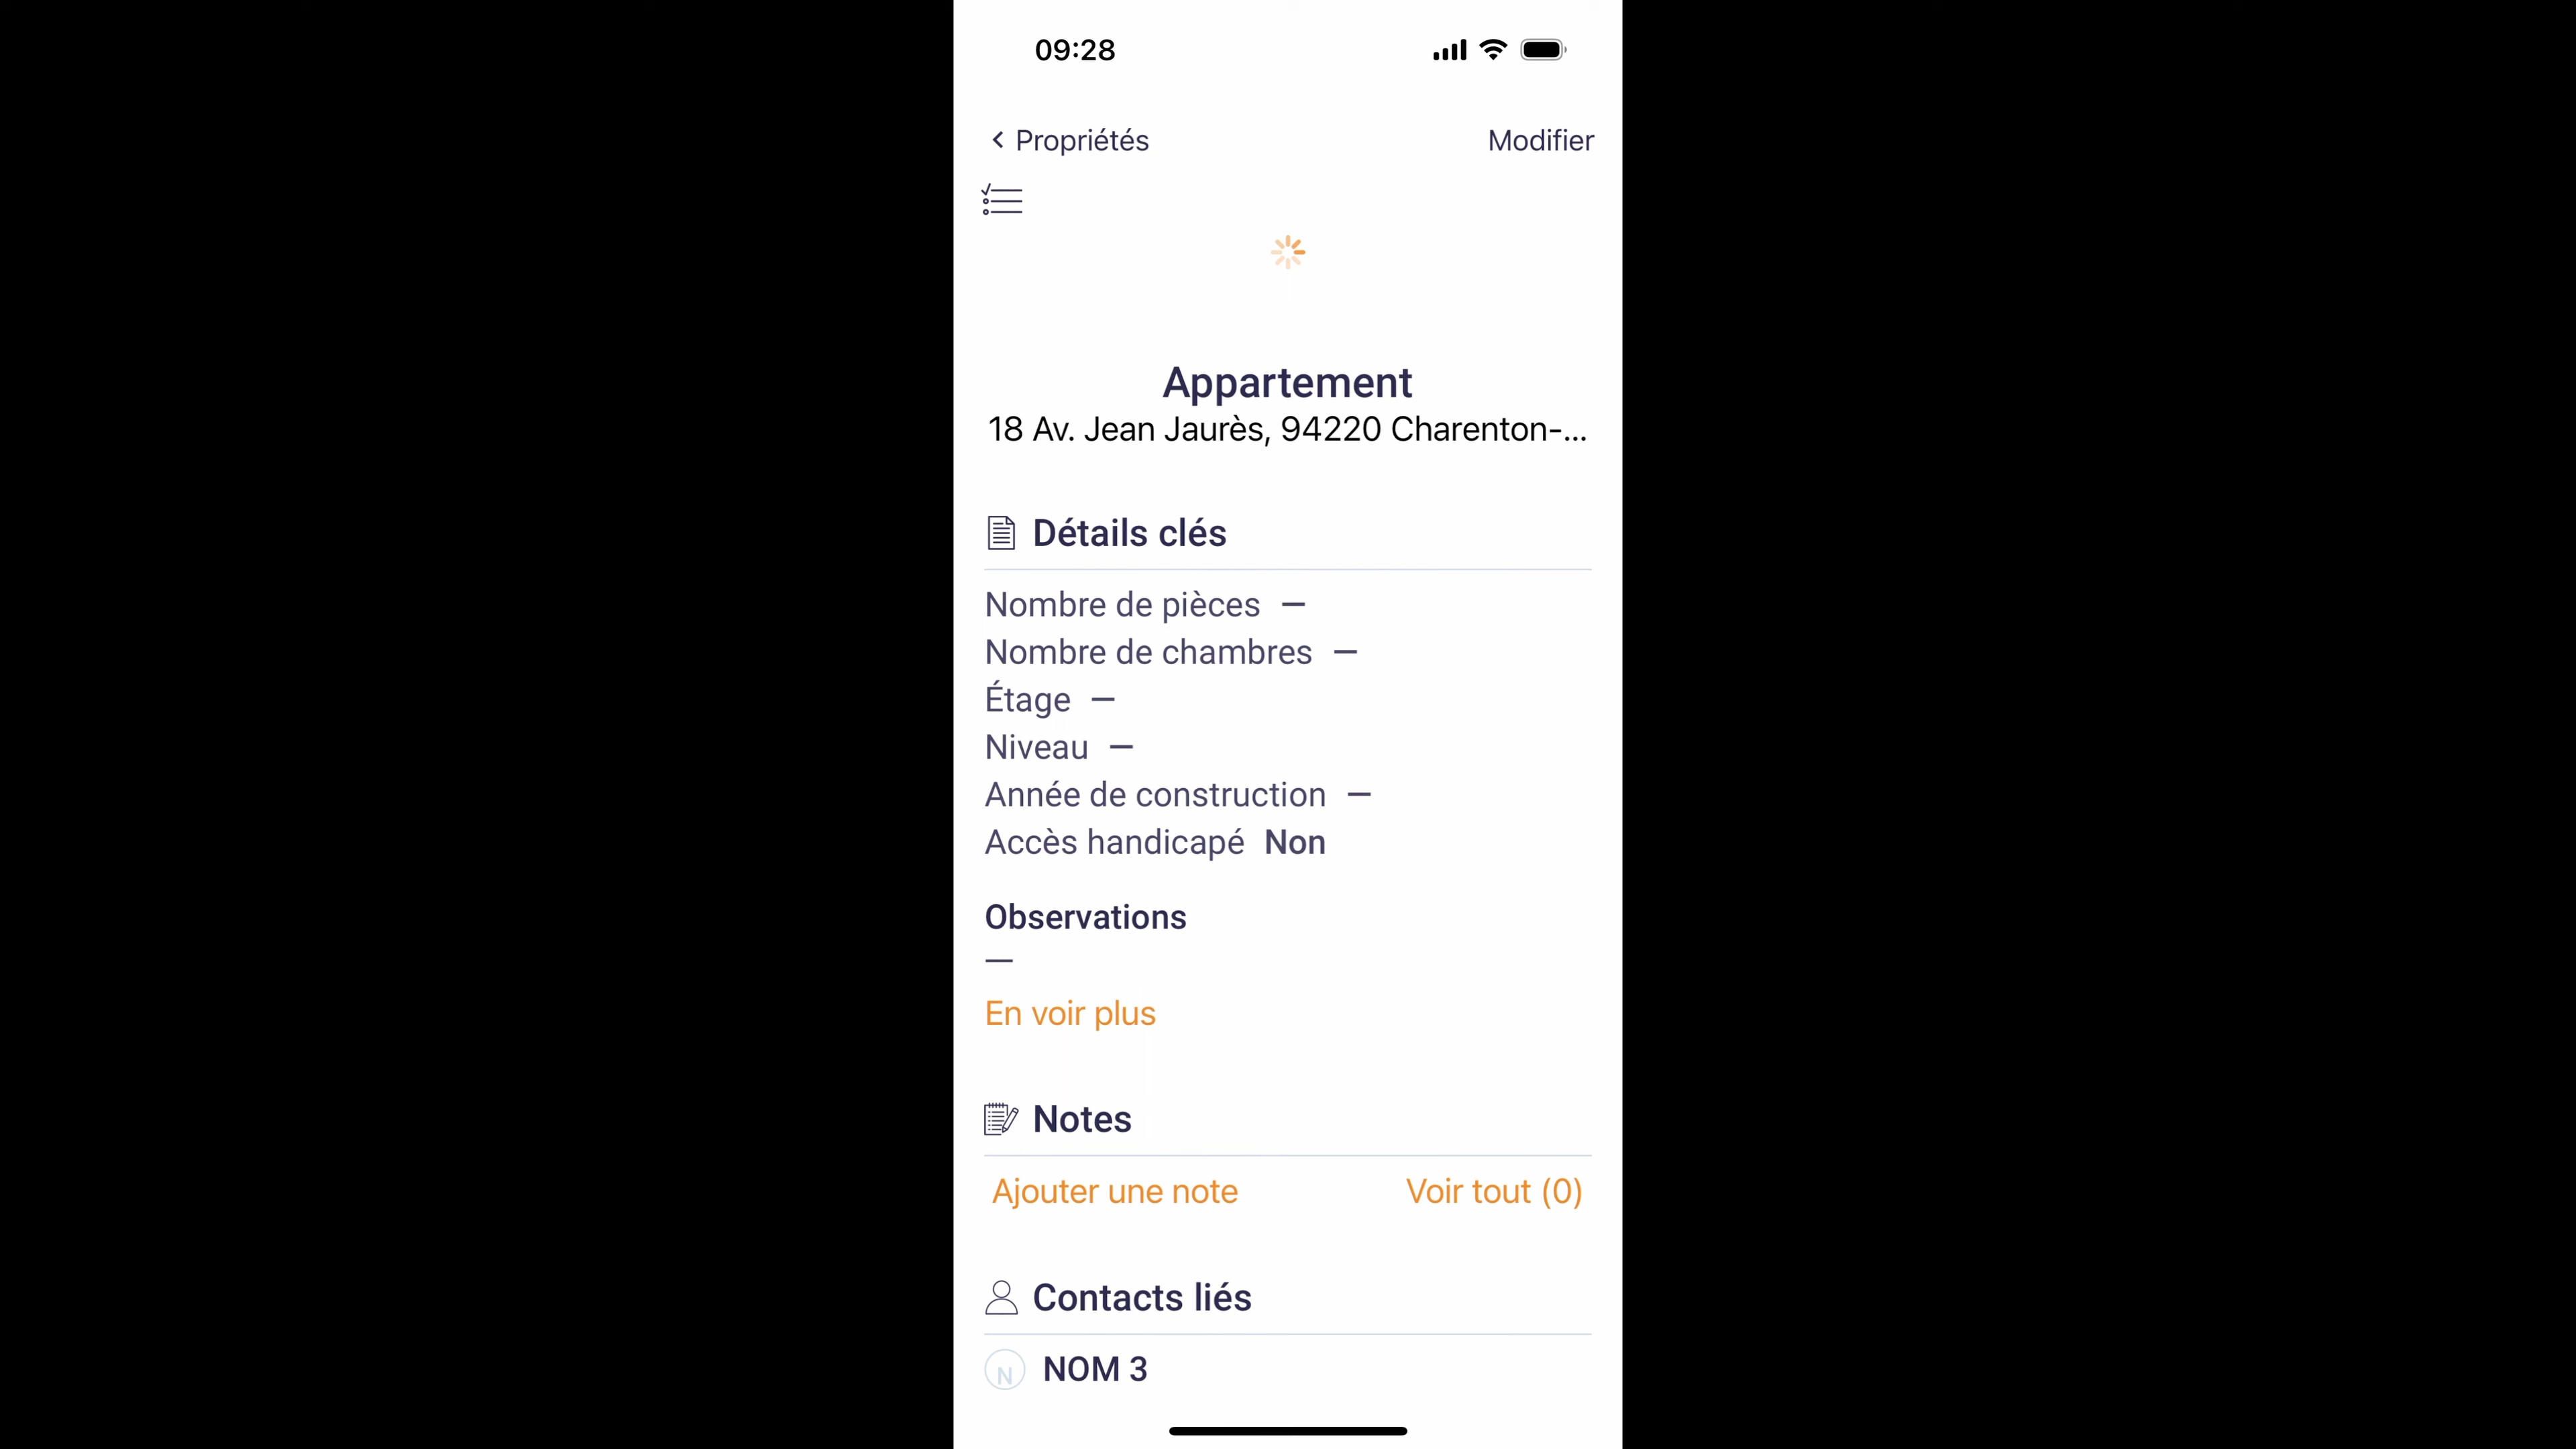 09:28
Propriétés
Modifier
Appartement
18 Av. Jean Jaurès, 94220 Charenton-...
Détails clés
Nombre de pièces —
Nombre de chambres —
Étage —
Niveau —
Année de construction —
Accès handicapé Non
Observations
—
En voir plus
Notes
Ajouter une note
Voir tout (0)
Contacts liés
N NOM 3